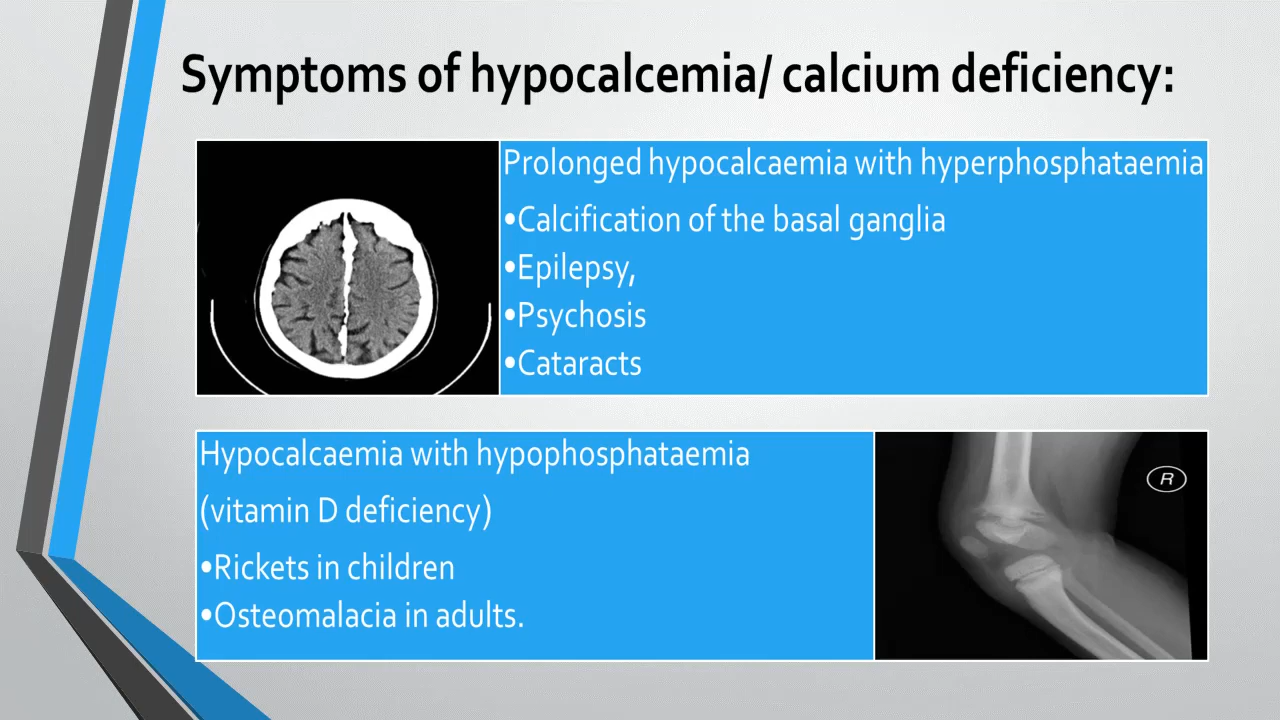 Symptoms of hypocalcemia/ calcium deficiency:
Prolonged hypocalcaemia with hyperphosphataemia
•Calcification of the basal ganglia
•Epilepsy,
•Psychosis
•Cataracts
Hypocalcaemia with hypophosphataemia
(vitamin D deficiency)
•Rickets in children
•Osteomalacia in adults.
R